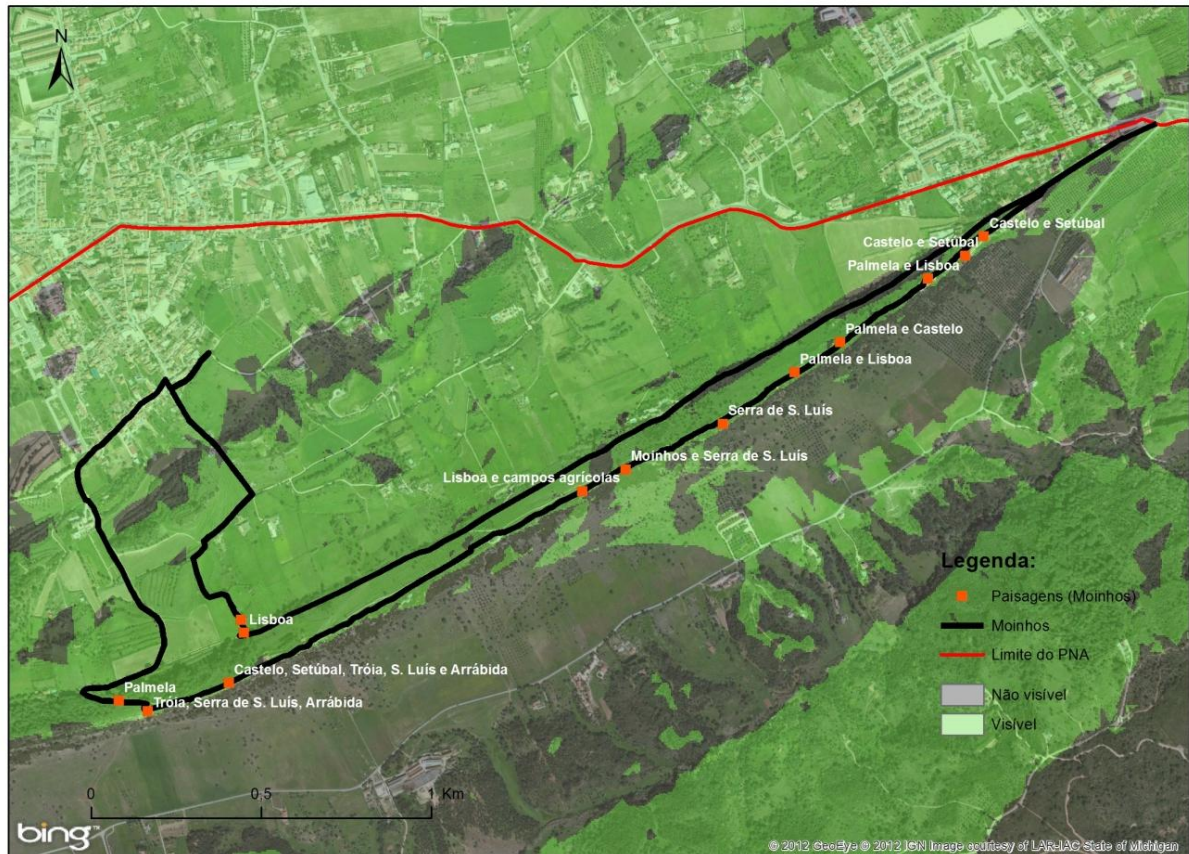 N
Castelo e Setúbal
Castelo e Setúbal
Palmela e Lisboa
Palmela e Castelo
Palmela e Lisboa
Serra de S. Luís
Moinhos e Serra de S. Luís
Lisboa e campos agrícolas
Lisboa
Castelo, Setúbal, Tróia, S. Luís e Arrábida
Palmela
Tróia, Serra de S. Luís, Arrábida
Legenda:
Paisagens (Moinhos)
Moinhos
Limite do PNA
Não visível
Visível
0 0,5 1 Km
bing™
© 2012 GeoEye © 2012 IGN Image courtesy of LAR-IAC State of Michigan